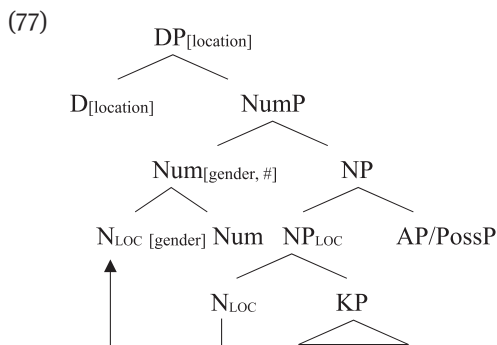 (77)
DP[location]
D[location] NumP
Num[gender, #] NP
NLOC [gender] Num NPLOC AP/PossP
NLOC KP